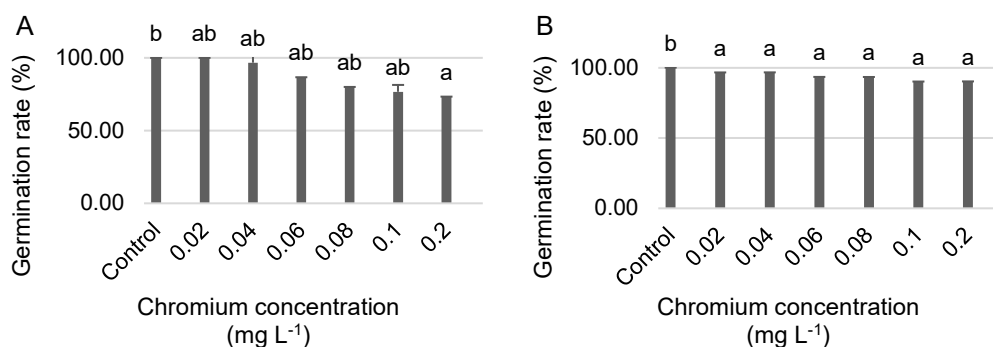 A
Germination rate (%)
100.00
50.00
0.00
b ab ab ab ab ab a
Control 0.02 0.04 0.06 0.08 0.1 0.2
Chromium concentration
(mg L⁻¹)
B
Germination rate (%)
100.00
50.00
0.00
b a a a a a a
Control 0.02 0.04 0.06 0.08 0.1 0.2
Chromium concentration
(mg L⁻¹)